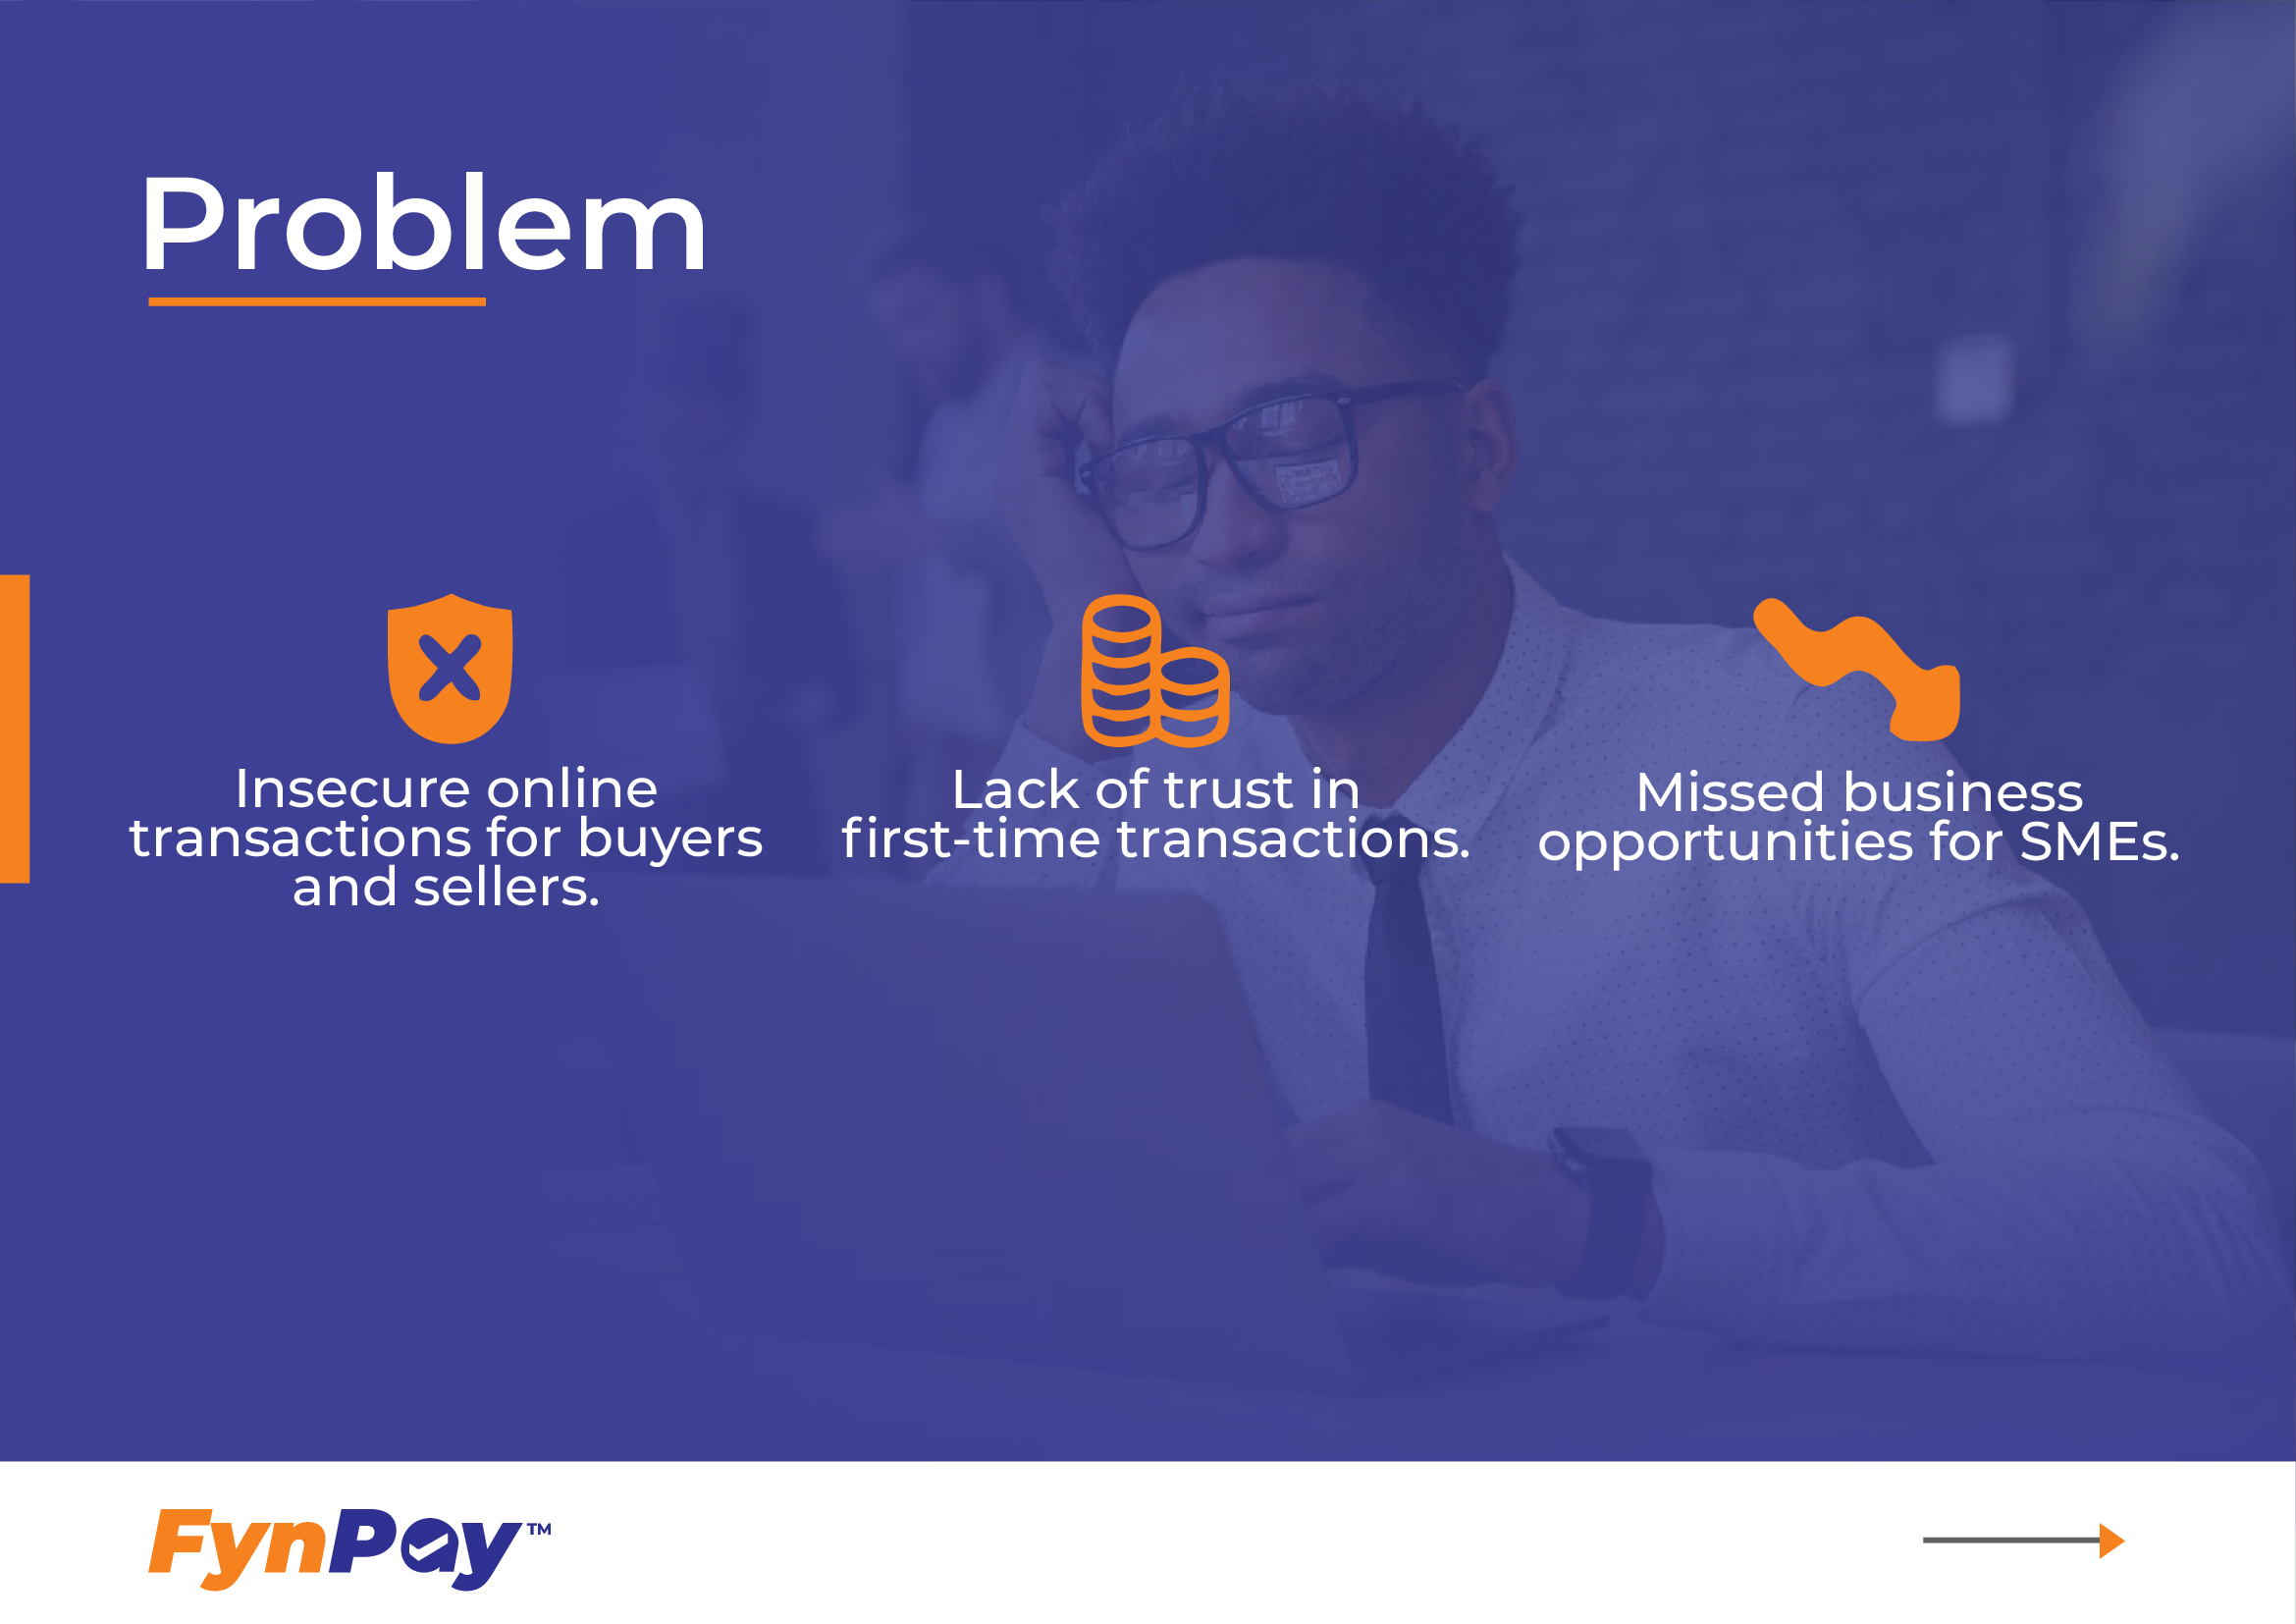 Problem
Insecure online
transactions for buyers
and sellers.
Lack of trust in
first-time transactions.
Missed business
opportunities for SMEs.
FynPay™